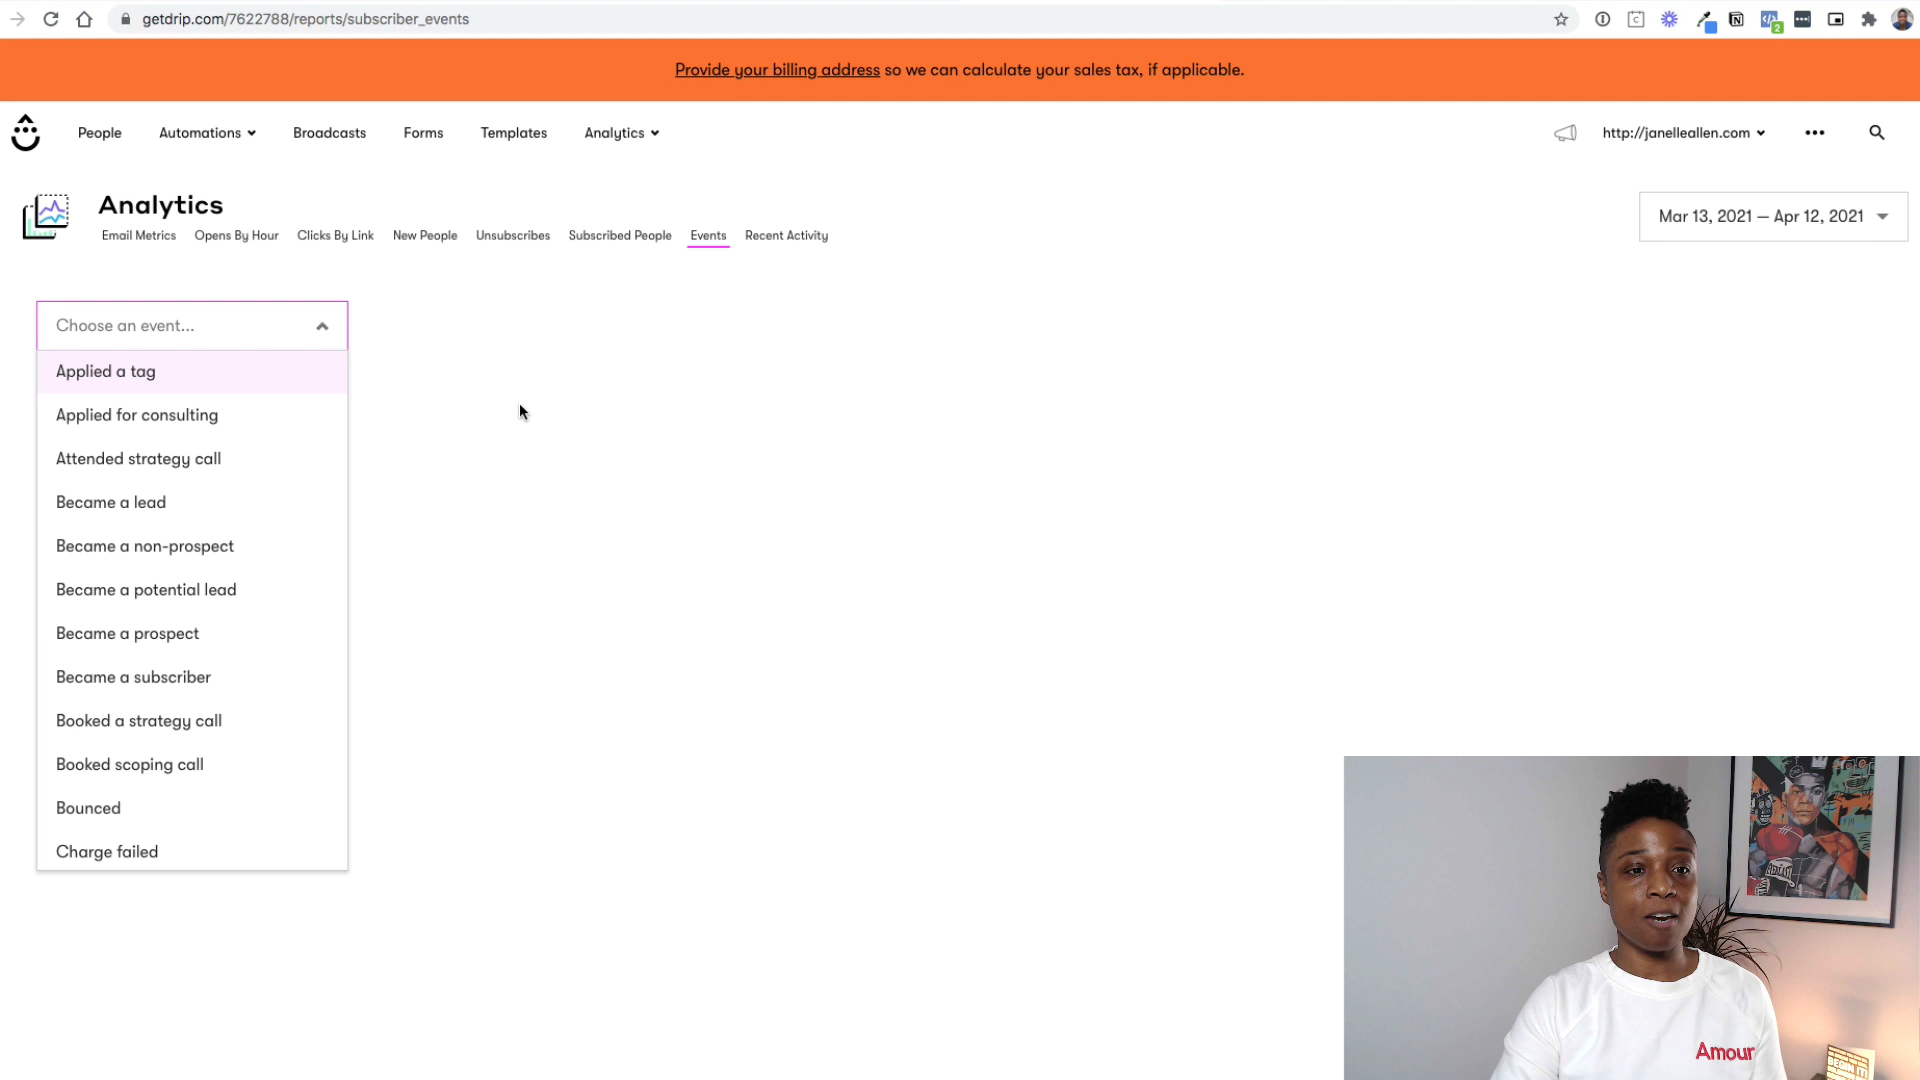 getdrip.com/7622788/reports/subscriber_events
2
Provide your billing address so we can calculate your sales tax, if applicable.
People Automations Broadcasts Forms Templates Analytics http://janelleallen.com
Analytics
Email Metrics Opens By Hour Clicks By Link New People Unsubscribes Subscribed People Events Recent Activity
Mar 13, 2021 — Apr 12, 2021
Choose an event...
Applied a tag
Applied for consulting
Attended strategy call
Became a lead
Became a non-prospect
Became a potential lead
Became a prospect
Became a subscriber
Booked a strategy call
Booked scoping call
Bounced
Charge failed
EVERLAST
Amour
BEGIN IT!